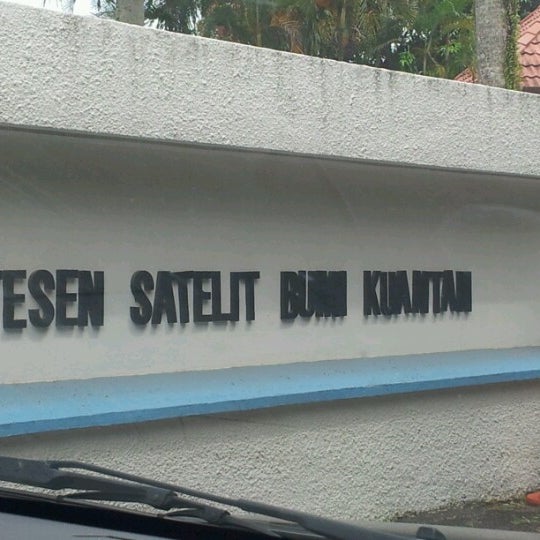 TESEN SATELIT BUMI KUANTAN